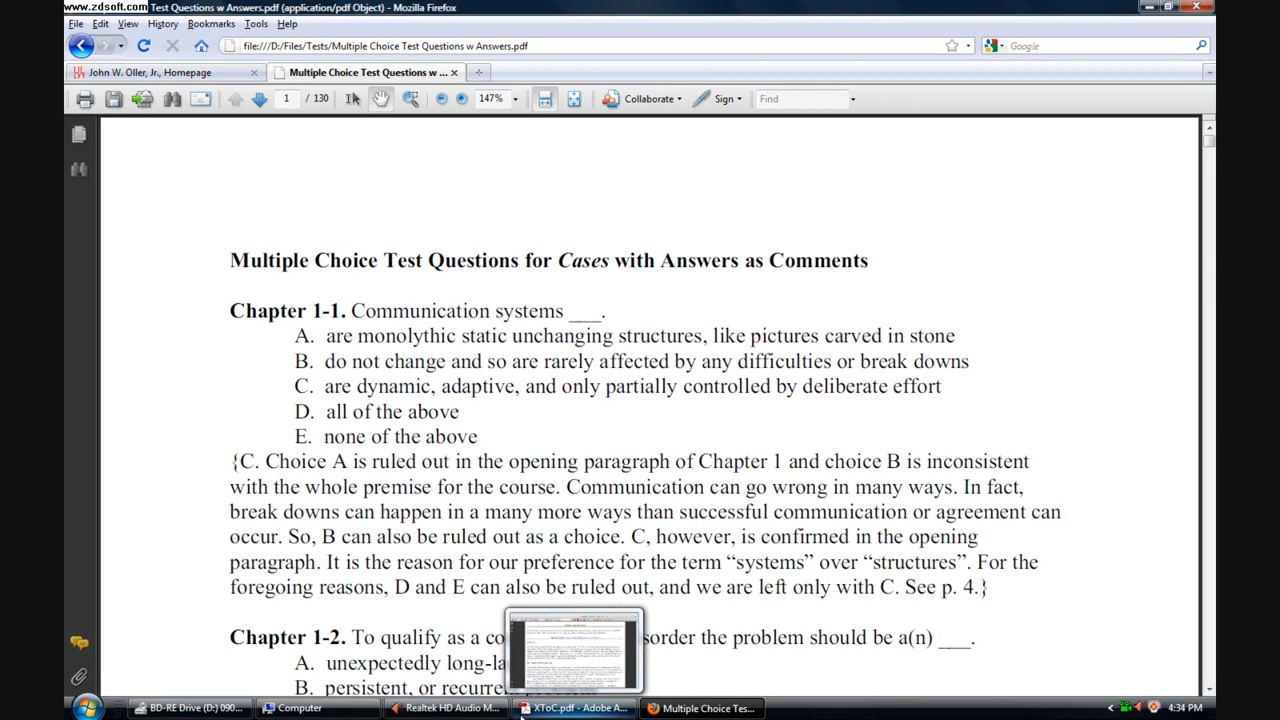 www.zdsoft.com Test Questions w Answers.pdf (application/pdf Object) - Mozilla Firefox
File Edit View History Bookmarks Tools Help
file:///D:/Files/Tests/Multiple Choice Test Questions w Answers.pdf
Google
John W. Oller, Jr., Homepage
Multiple Choice Test Questions w ...
1 / 130 147% Collaborate Sign Find
Multiple Choice Test Questions for Cases with Answers as Comments
Chapter 1-1. Communication systems ___.
A. are monolythic static unchanging structures, like pictures carved in stone
B. do not change and so are rarely affected by any difficulties or break downs
C. are dynamic, adaptive, and only partially controlled by deliberate effort
D. all of the above
E. none of the above
{C. Choice A is ruled out in the opening paragraph of Chapter 1 and choice B is inconsistent
with the whole premise for the course. Communication can go wrong in many ways. In fact,
break downs can happen in a many more ways than successful communication or agreement can
occur. So, B can also be ruled out as a choice. C, however, is confirmed in the opening
paragraph. It is the reason for our preference for the term “systems” over “structures”. For the
foregoing reasons, D and E can also be ruled out, and we are left only with C. See p. 4.}
Chapter 1-2. To qualify as a co sorder the problem should be a(n) ___.
A. unexpectedly long-la
B. persistent, or recurre
BD-RE Drive (D:) 090... Computer Realtek HD Audio M... XToC.pdf - Adobe A... Multiple Choice Tes... 4:34 PM